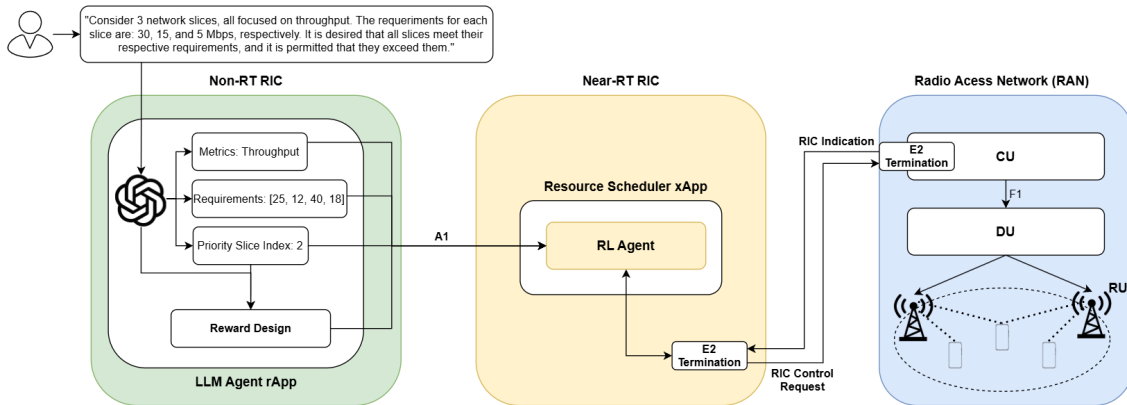 "Consider 3 network slices, all focused on throughput. The requeriments for each
slice are: 30, 15, and 5 Mbps, respectively. It is desired that all slices meet their
respective requirements, and it is permitted that they exceed them."
Non-RT RIC
Near-RT RIC
Radio Acess Network (RAN)
Metrics: Throughput
Requirements: [25, 12, 40, 18]
Priority Slice Index: 2
Reward Design
LLM Agent rApp
A1
Resource Scheduler xApp
RL Agent
E2
Termination
RIC Indication
RIC Control
Request
E2
Termination
CU
F1
DU
RU